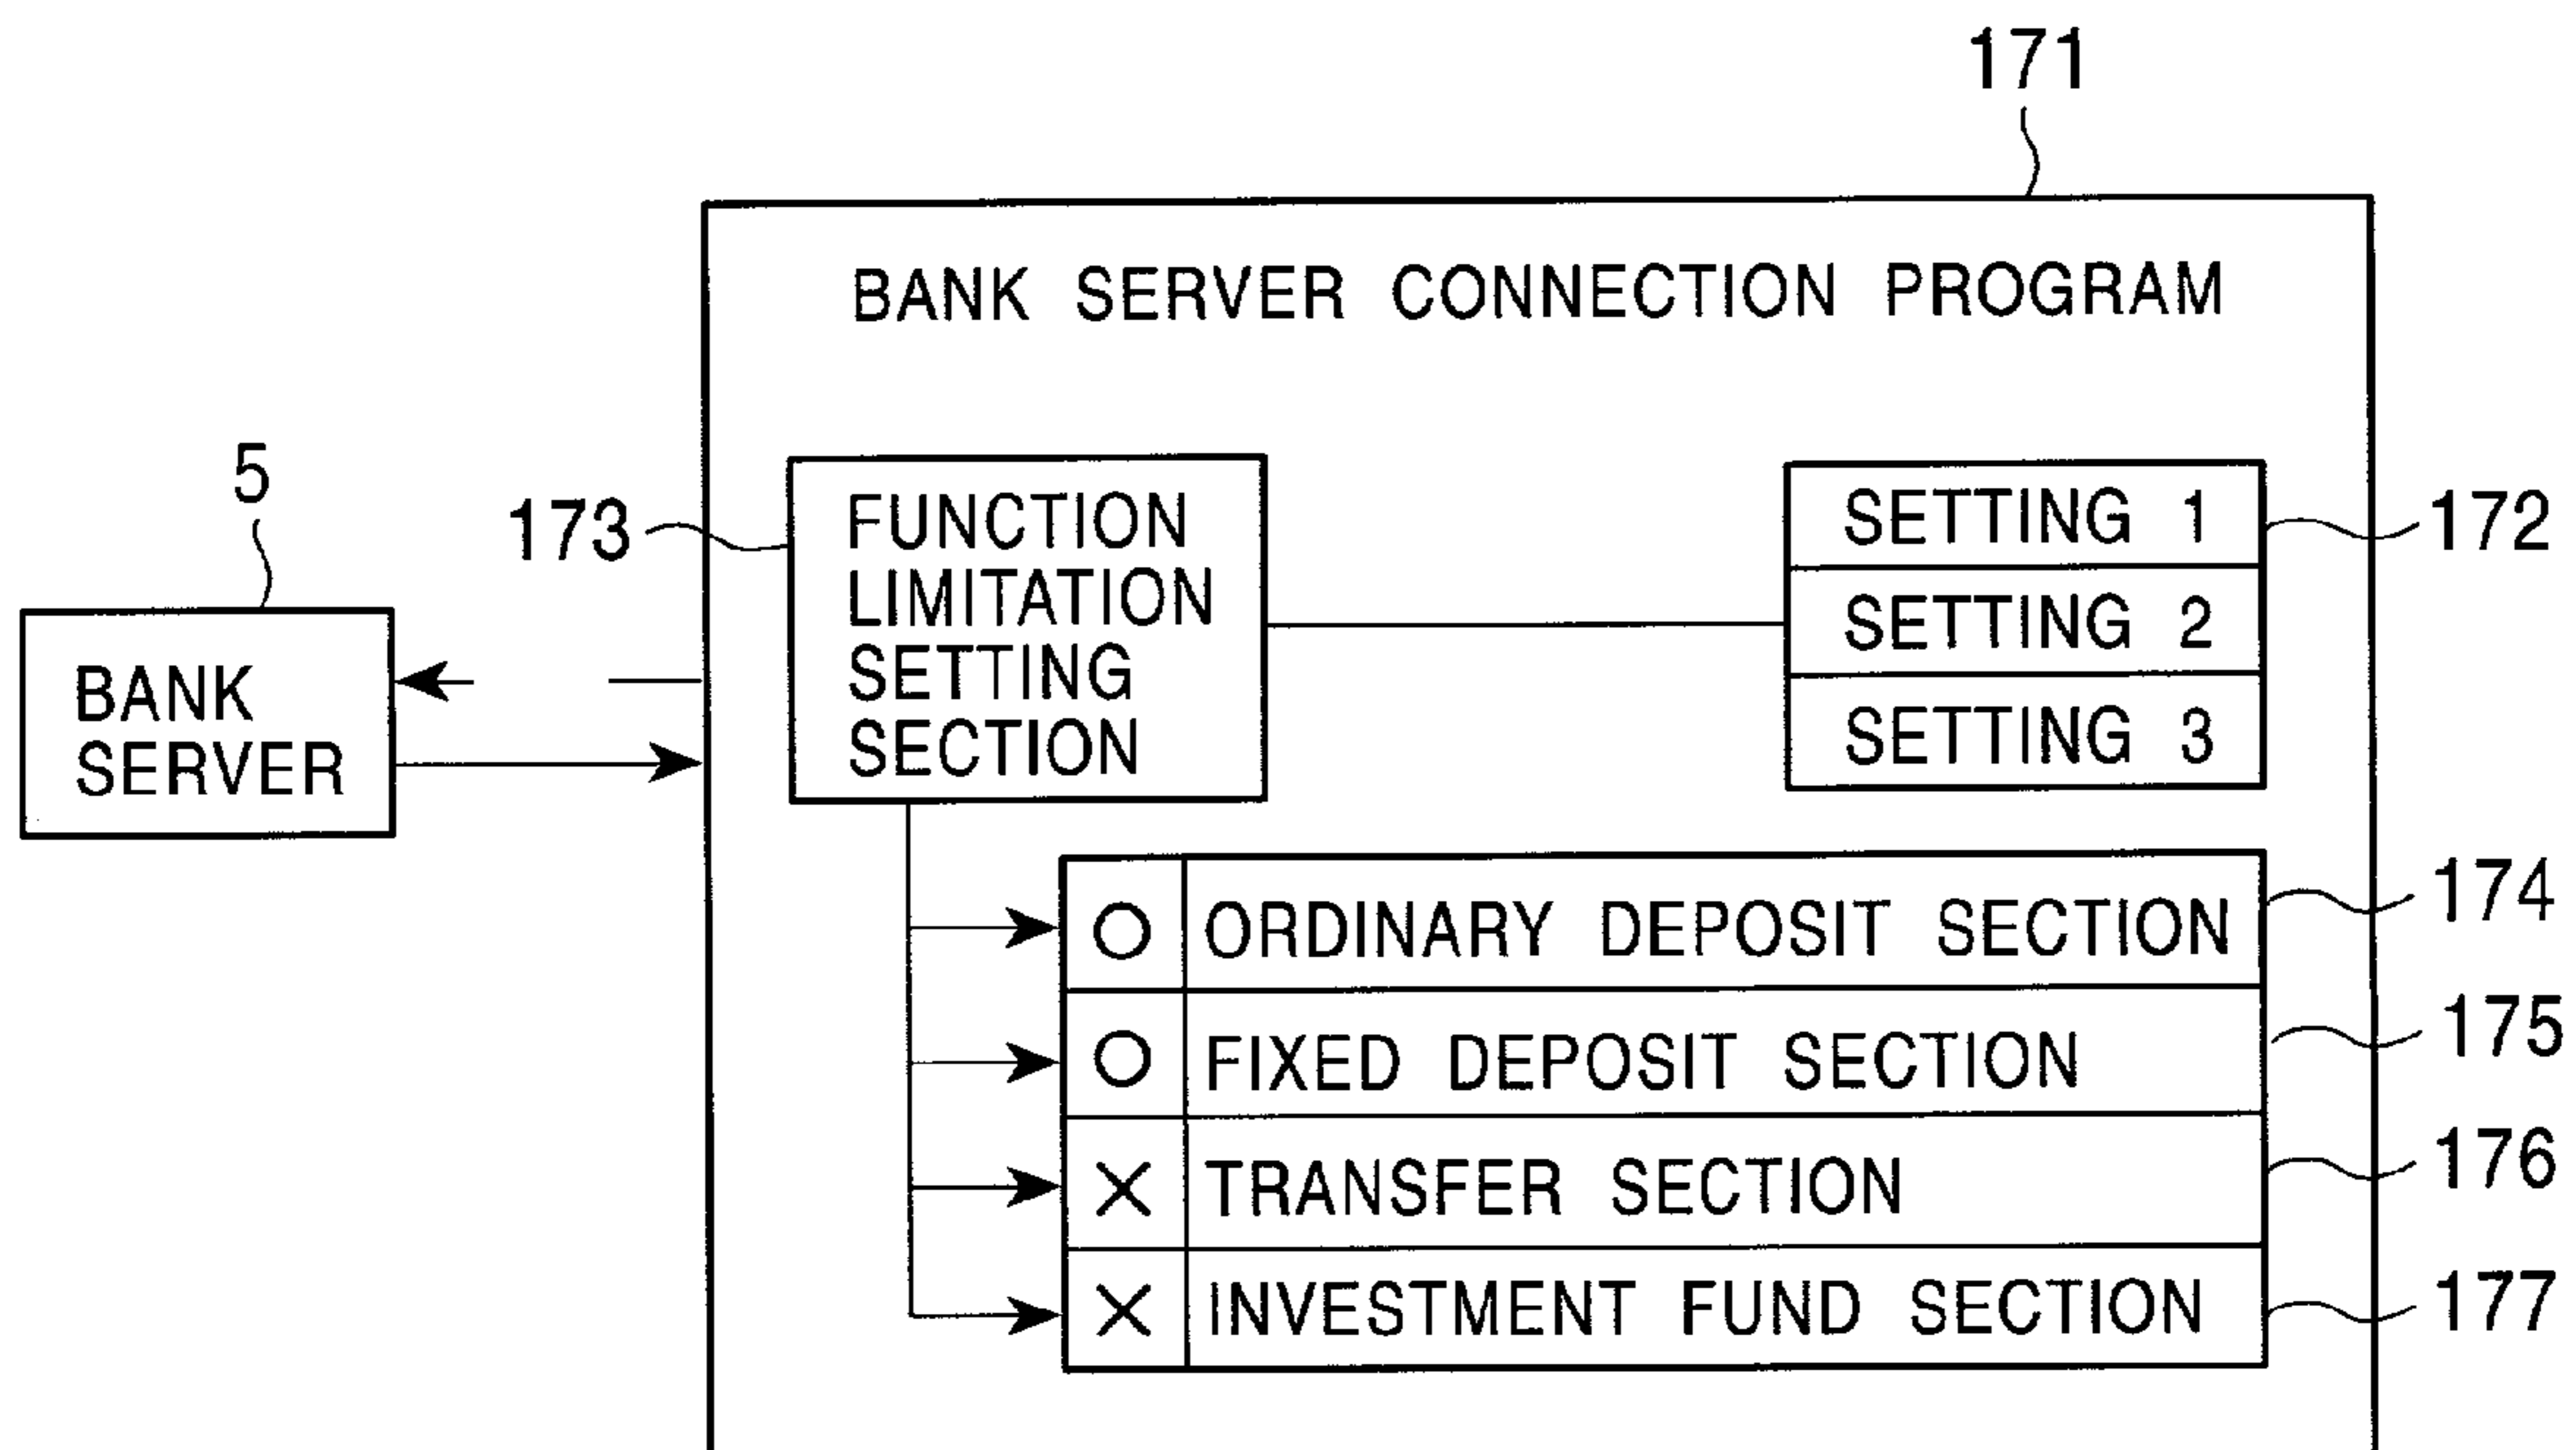 171
BANK SERVER CONNECTION PROGRAM
5
BANK
SERVER
173
FUNCTION
LIMITATION
SETTING
SECTION
SETTING 1
172
SETTING 2
SETTING 3
ORDINARY DEPOSIT SECTION
174
FIXED DEPOSIT SECTION
175
TRANSFER SECTION
176
INVESTMENT FUND SECTION
177